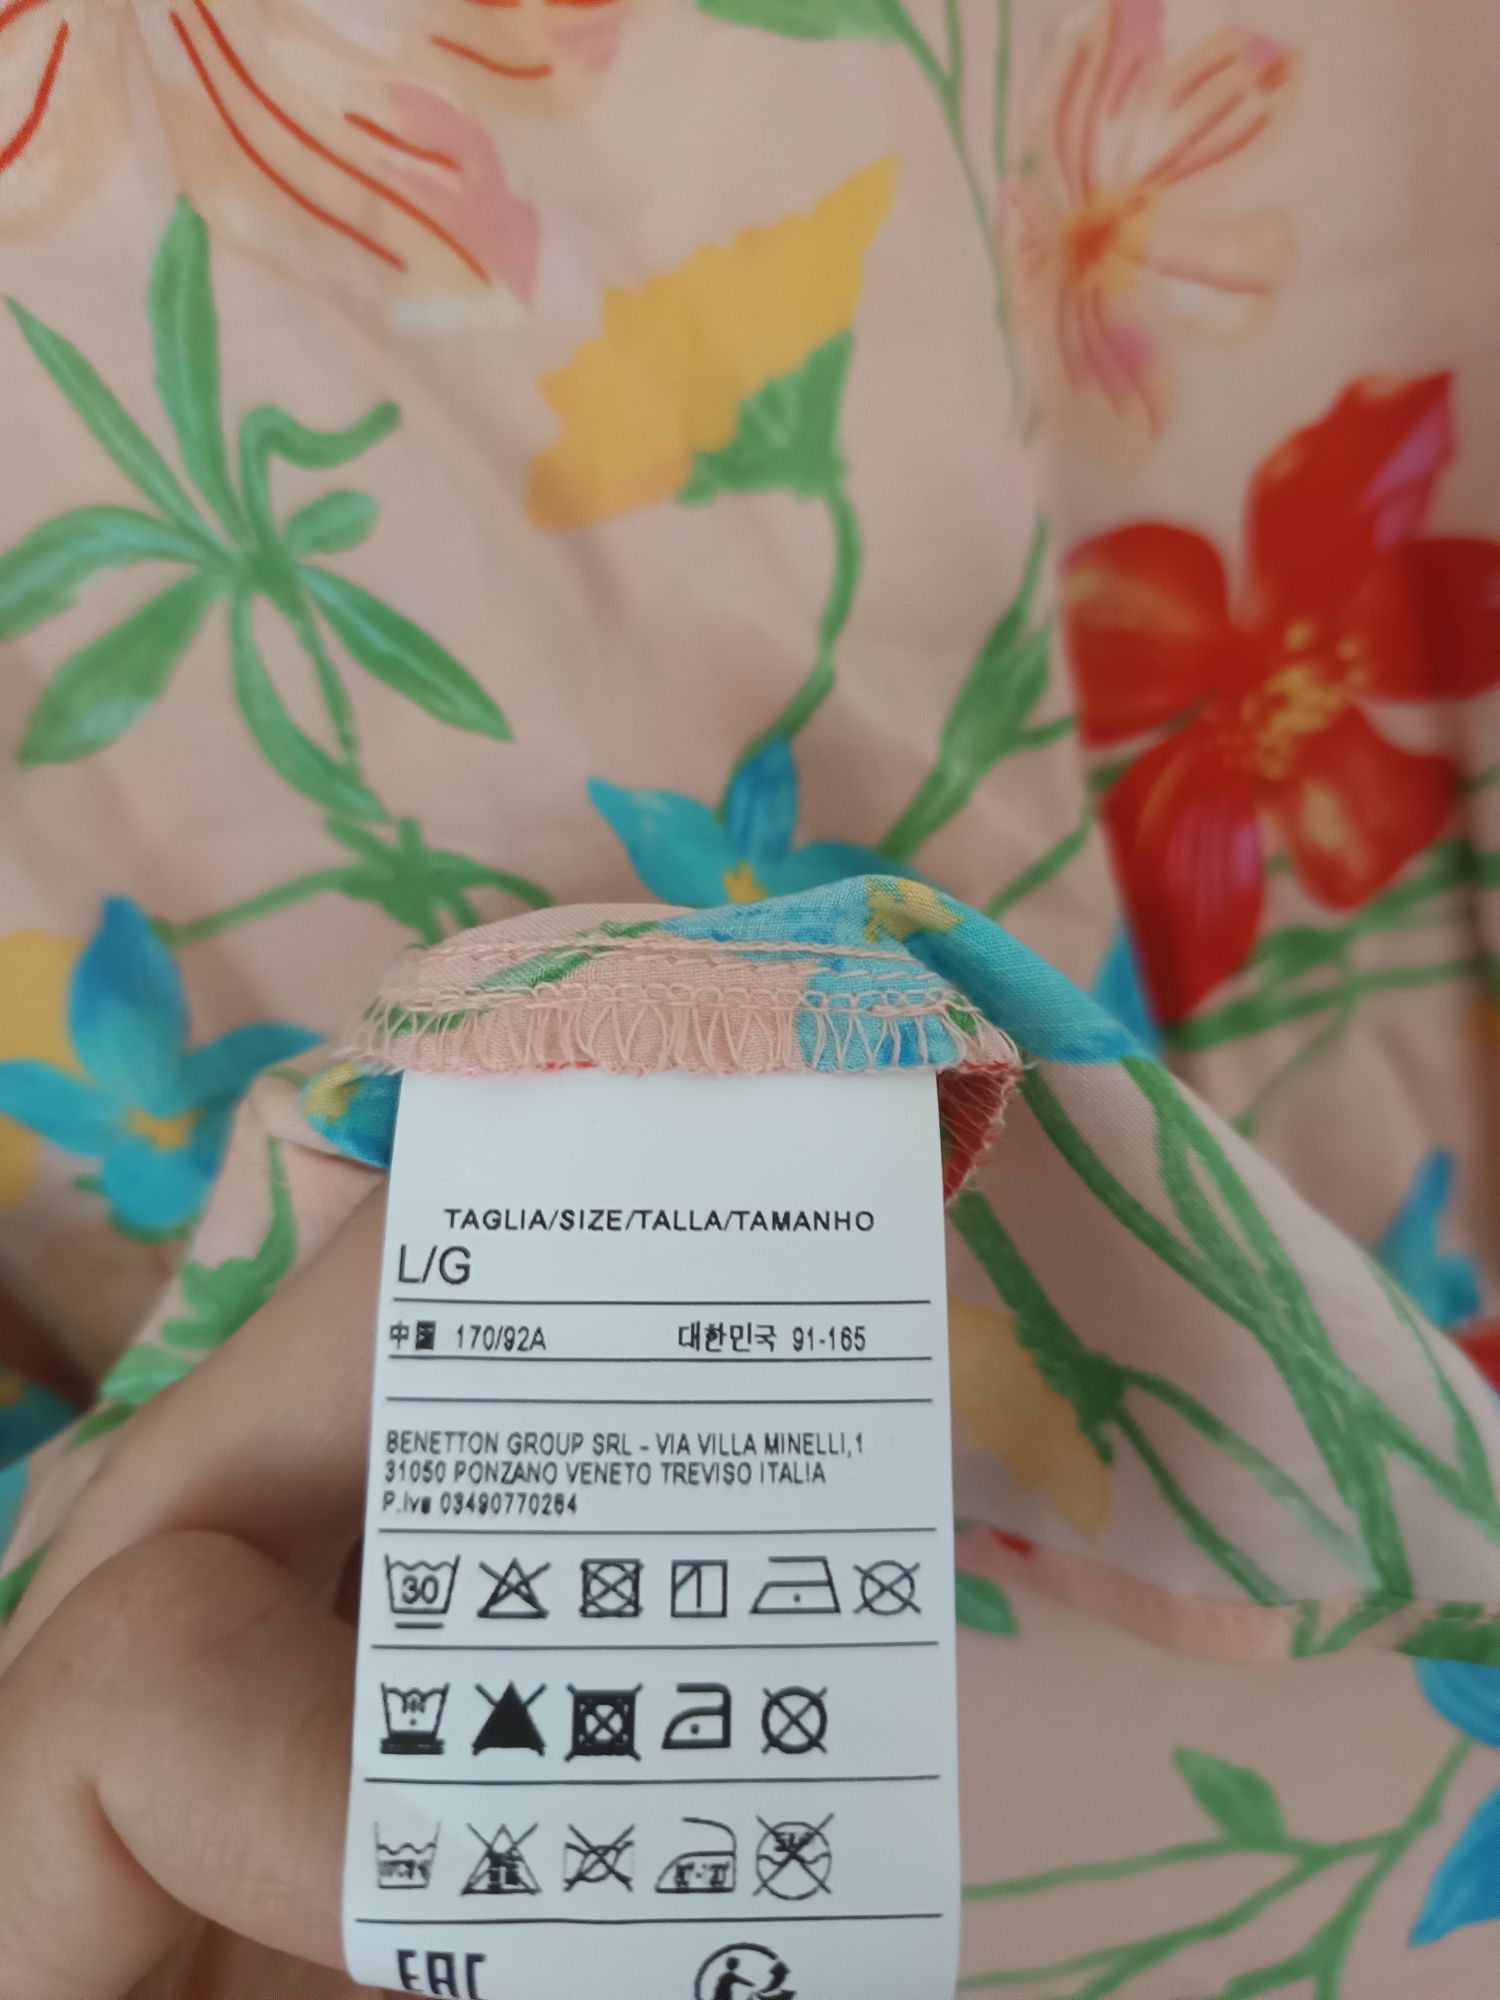 TAGLIA/SIZE/TALLA/TAMANHO
L/G
中国 170/92A 대한민국 91-165
BENETTON GROUP SRL - VIA VILLA MINELLI,1
31050 PONZANO VENETO TREVISO ITALIA
P.Iva 03490770264
30
EAC